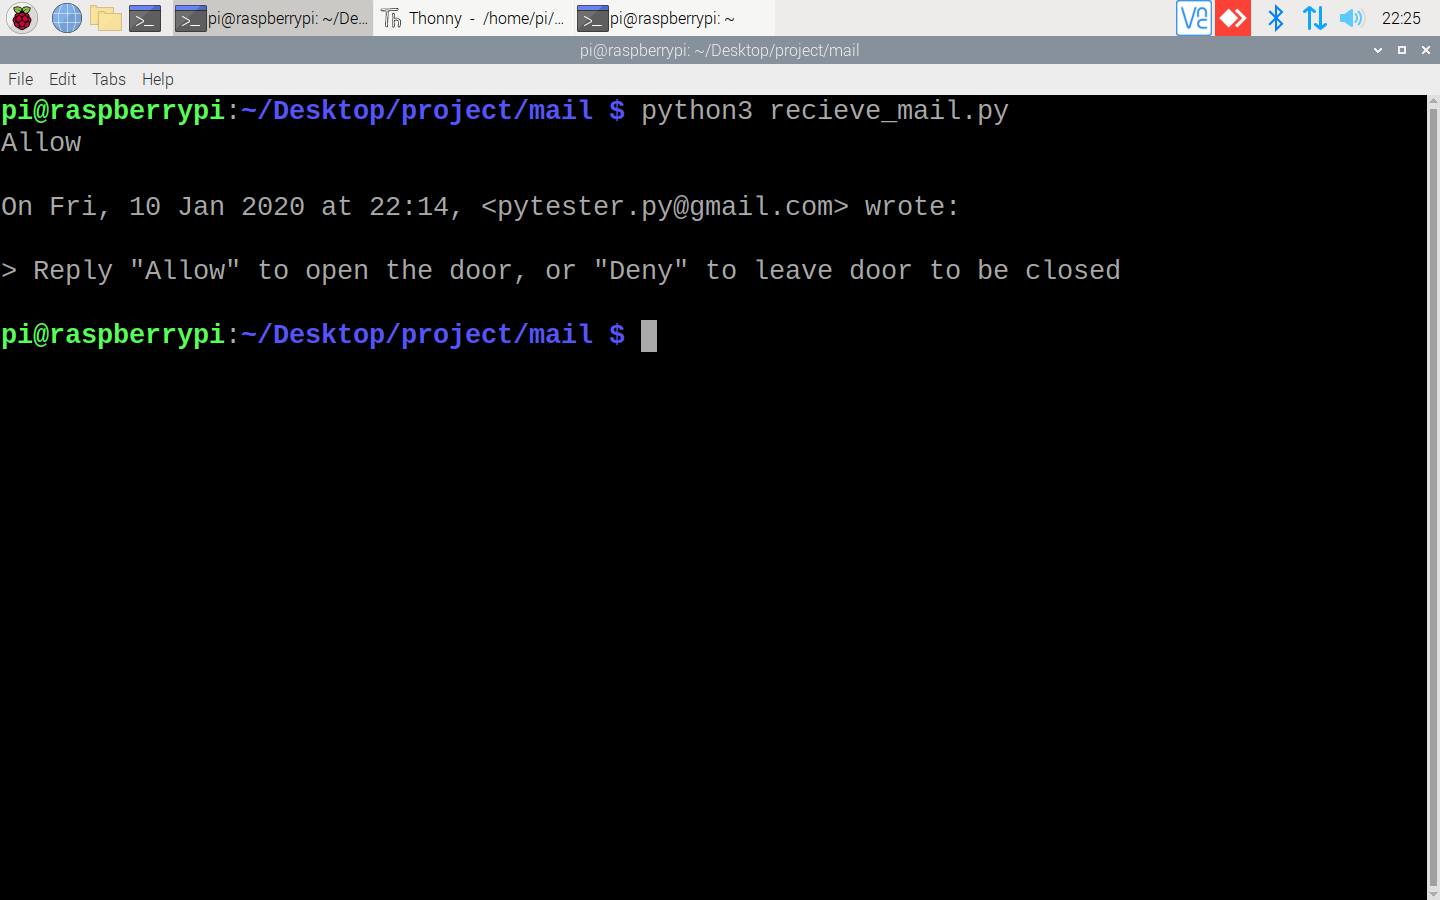 pi@raspberrypi: ~/De...
Thonny - /home/pi/...
pi@raspberrypi: ~
22:25
pi@raspberrypi: ~/Desktop/project/mail
File Edit Tabs Help
pi@raspberrypi:~/Desktop/project/mail $ python3 recieve_mail.py
Allow
On Fri, 10 Jan 2020 at 22:14, <pytester.py@gmail.com> wrote:
> Reply "Allow" to open the door, or "Deny" to leave door to be closed
pi@raspberrypi:~/Desktop/project/mail $